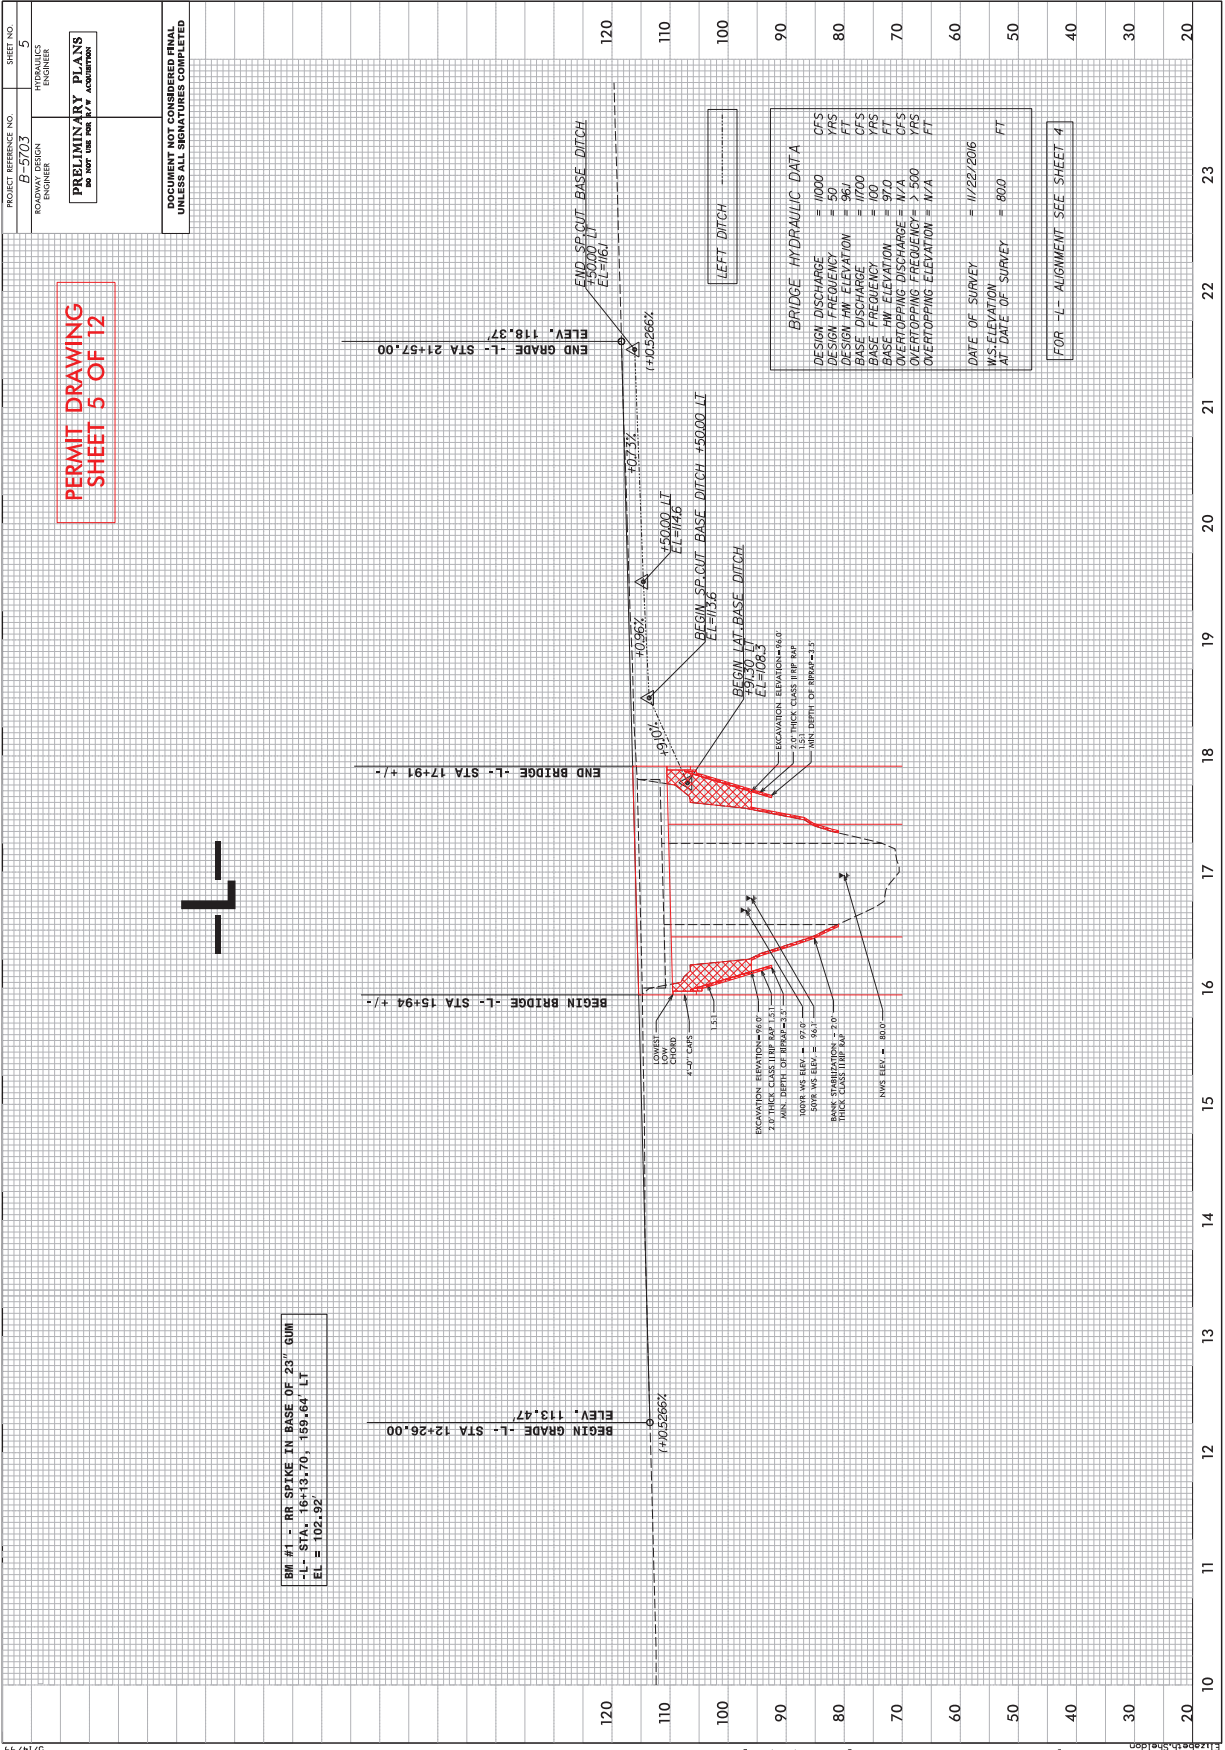 PROJECT REFERENCE NO.
SHEET NO.
B-5703
5
ROADWAY DESIGN
ENGINEER
HYDRAULICS
ENGINEER
PRELIMINARY PLANS
DO NOT USE FOR R/W ACQUISITION
DOCUMENT NOT CONSIDERED FINAL
UNLESS ALL SIGNATURES COMPLETED
PERMIT DRAWING
SHEET 5 OF 12
-L-
BM #1 - RR SPIKE IN BASE OF 23" GUM
-L- STA. 16+13.70, 159.64' LT
EL = 102.92'
BEGIN GRADE -L- STA 12+26.00
ELEV. 113.47'
(+)0.5266%
BEGIN BRIDGE -L- STA 15+94 +/-
END BRIDGE -L- STA 17+91 +/-
END GRADE -L- STA 21+57.00
ELEV. 118.37'
(+)0.5266%
END SP.CUT BASE DITCH
+50.00 LT
EL=116.1
+0.73%
+0.96%
+9.10%
+50.00 LT
EL=114.6
BEGIN SP.CUT BASE DITCH +50.00 LT
EL=113.6
BEGIN LAT.BASE DITCH
+91.30 LT
EL=108.3
EXCAVATION ELEVATION=96.0'
2.0' THICK CLASS II RIP RAP
1.5:1
MIN. DEPTH OF RIPRAP=3.5'
LOWEST
LOW
CHORD
4'-0" CAPS
1.5:1
EXCAVATION ELEVATION=96.0'
2.0' THICK CLASS II RIP RAP 1.5:1
MIN. DEPTH OF RIPRAP=3.5'
100YR WS ELEV. = 97.0'
50YR WS ELEV. = 96.1'
BANK STABILIZATION - 2.0'
THICK CLASS II RIP RAP
NWS ELEV = 80.0'
LEFT DITCH
BRIDGE HYDRAULIC DATA
DESIGN DISCHARGE = 11000 CFS
DESIGN FREQUENCY = 50 YRS
DESIGN HW ELEVATION = 96.1 FT
BASE DISCHARGE = 11700 CFS
BASE FREQUENCY = 100 YRS
BASE HW ELEVATION = 97.0 FT
OVERTOPPING DISCHARGE = N/A CFS
OVERTOPPING FREQUENCY = > 500 YRS
OVERTOPPING ELEVATION = N/A FT
DATE OF SURVEY = 11/22/2016
W.S.ELEVATION
AT DATE OF SURVEY = 80.0 FT
FOR -L- ALIGNMENT SEE SHEET 4
120
110
100
90
80
70
60
50
40
30
20
120
110
100
90
80
70
60
50
40
30
20
10 11 12 13 14 15 16 17 18 19 20 21 22 23